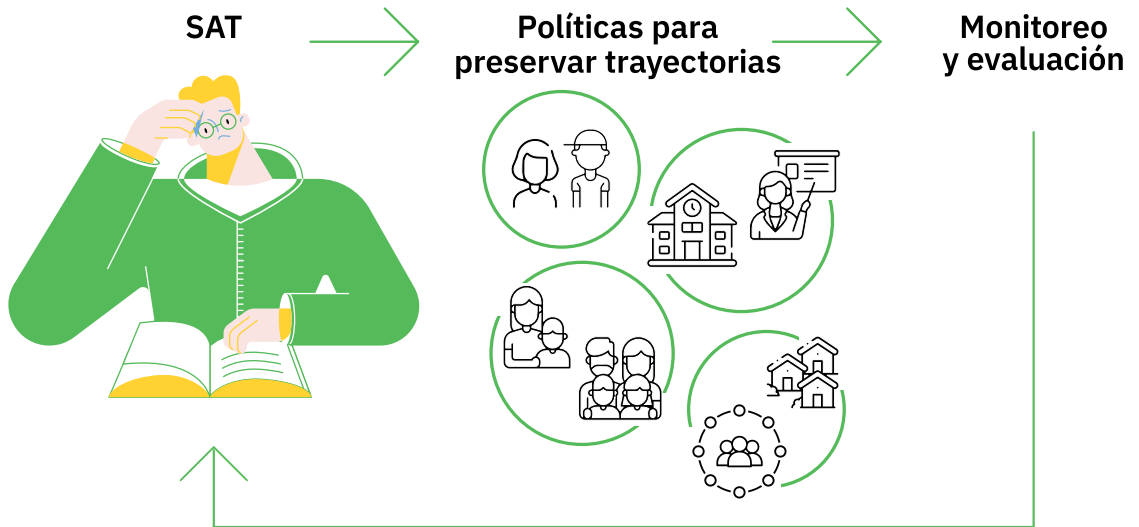 SAT
Políticas para
preservar trayectorias
Monitoreo
y evaluación